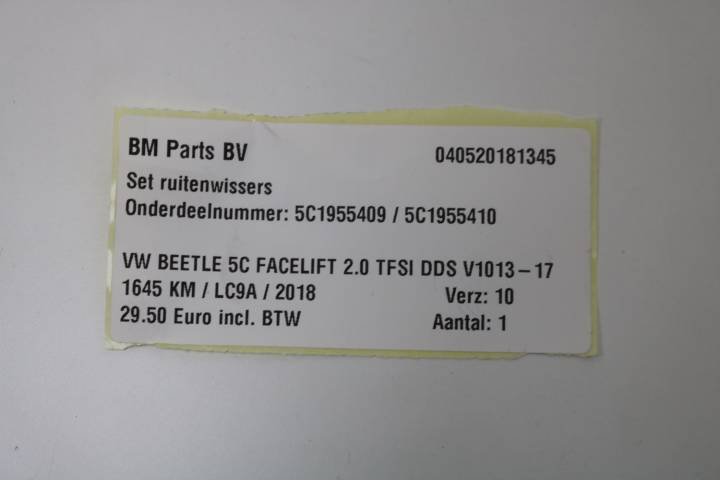 BM Parts BV 040520181345
Set ruitenwissers
Onderdeelnummer: 5C1955409 / 5C1955410
VW BEETLE 5C FACELIFT 2.0 TFSI DDS V1013-17
1645 KM / LC9A / 2018 Verz: 10
29.50 Euro incl. BTW Aantal: 1